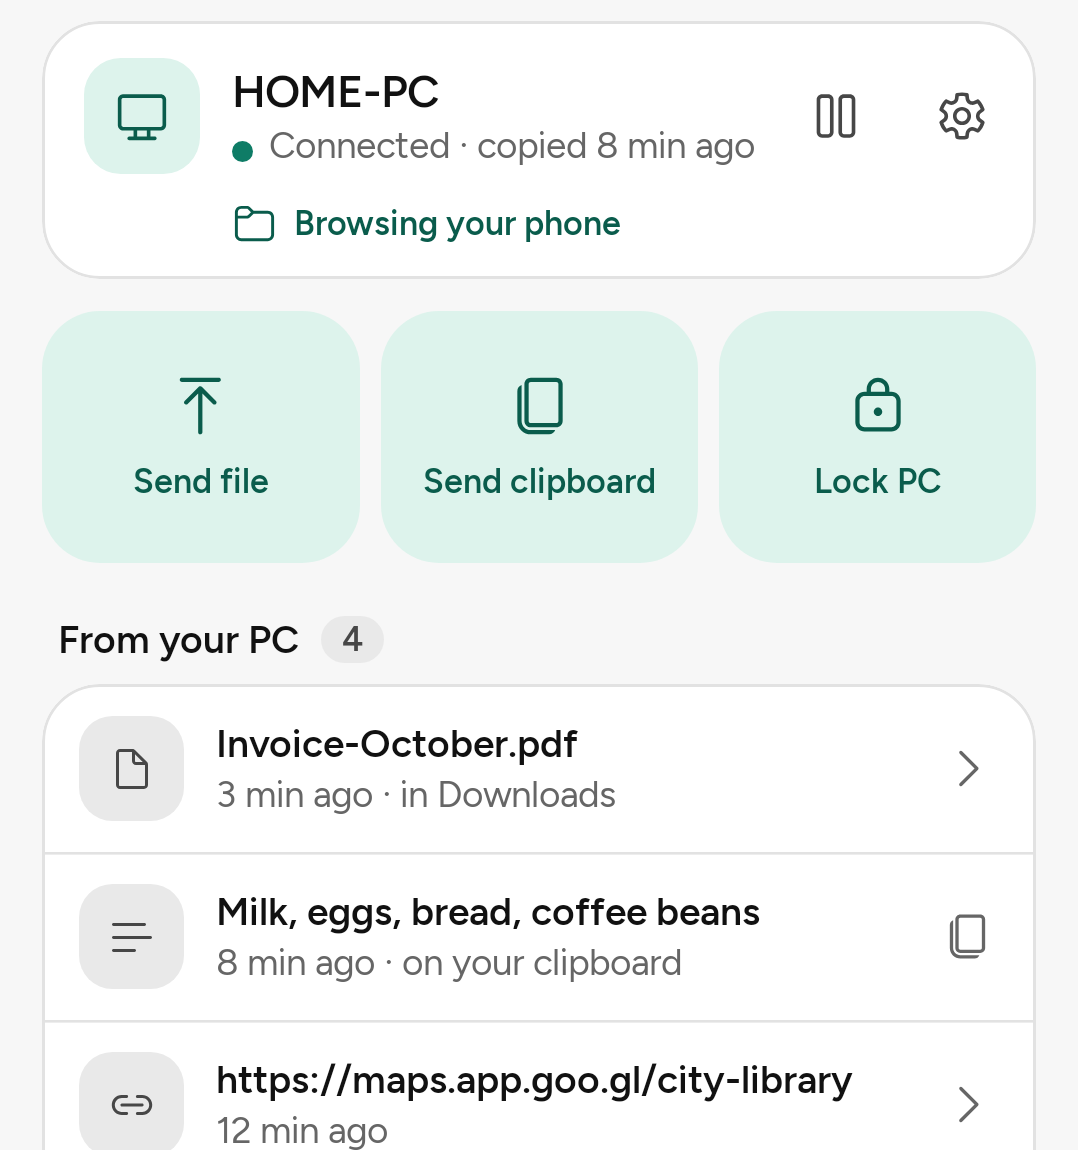 HOME-PC
Connected · copied 8 min ago
Browsing your phone
Send file
Send clipboard
Lock PC
From your PC 4
Invoice-October.pdf
3 min ago · in Downloads
Milk, eggs, bread, coffee beans
8 min ago · on your clipboard
https://maps.app.goo.gl/city-library
12 min ago